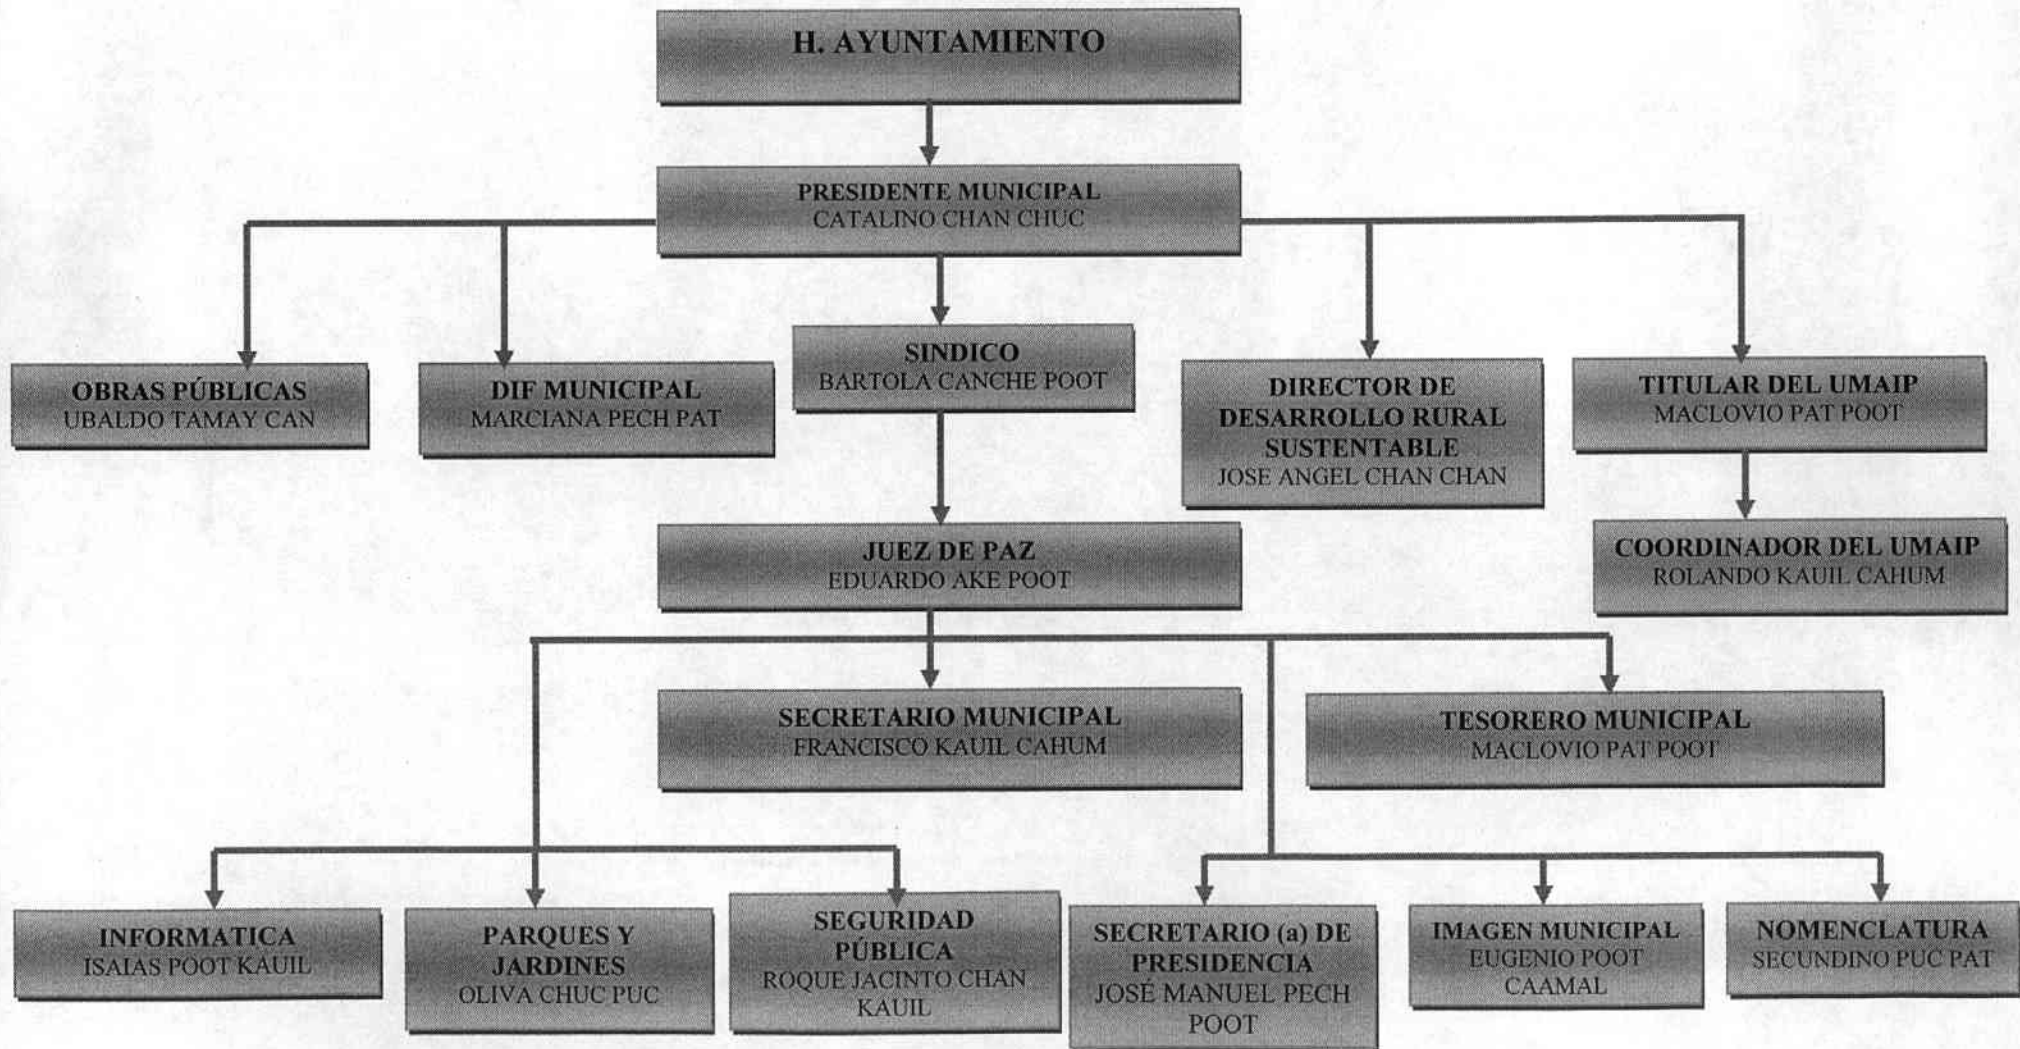 H. AYUNTAMIENTO
PRESIDENTE MUNICIPAL
CATALINO CHAN CHUC
OBRAS PÚBLICAS
UBALDO TAMAY CAN
DIF MUNICIPAL
MARCIANA PECH PAT
SINDICO
BARTOLA CANCHE POOT
DIRECTOR DE
DESARROLLO RURAL
SUSTENTABLE
JOSE ANGEL CHAN CHAN
TITULAR DEL UMAIP
MACLOVIO PAT POOT
JUEZ DE PAZ
EDUARDO AKE POOT
COORDINADOR DEL UMAIP
ROLANDO KAUIL CAHUM
SECRETARIO MUNICIPAL
FRANCISCO KAUIL CAHUM
TESORERO MUNICIPAL
MACLOVIO PAT POOT
INFORMATICA
ISAIAS POOT KAUIL
PARQUES Y
JARDINES
OLIVA CHUC PUC
SEGURIDAD
PÚBLICA
ROQUE JACINTO CHAN
KAUIL
SECRETARIO (a) DE
PRESIDENCIA
JOSÉ MANUEL PECH
POOT
IMAGEN MUNICIPAL
EUGENIO POOT
CAAMAL
NOMENCLATURA
SECUNDINO PUC PAT